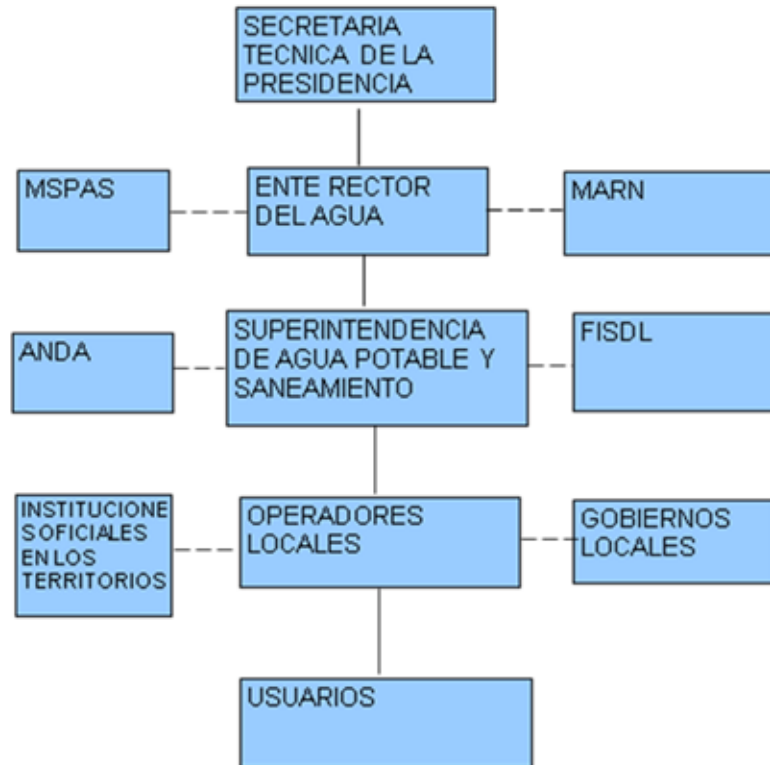 SECRETARIA
TECNICA DE LA
PRESIDENCIA
MSPAS
ENTE RECTOR
DEL AGUA
MARN
ANDA
SUPERINTENDENCIA
DE AGUA POTABLE Y
SANEAMIENTO
FISDL
INSTITUCIONE
S OFICIALES
EN LOS
TERRITORIOS
OPERADORES
LOCALES
GOBIERNOS
LOCALES
USUARIOS